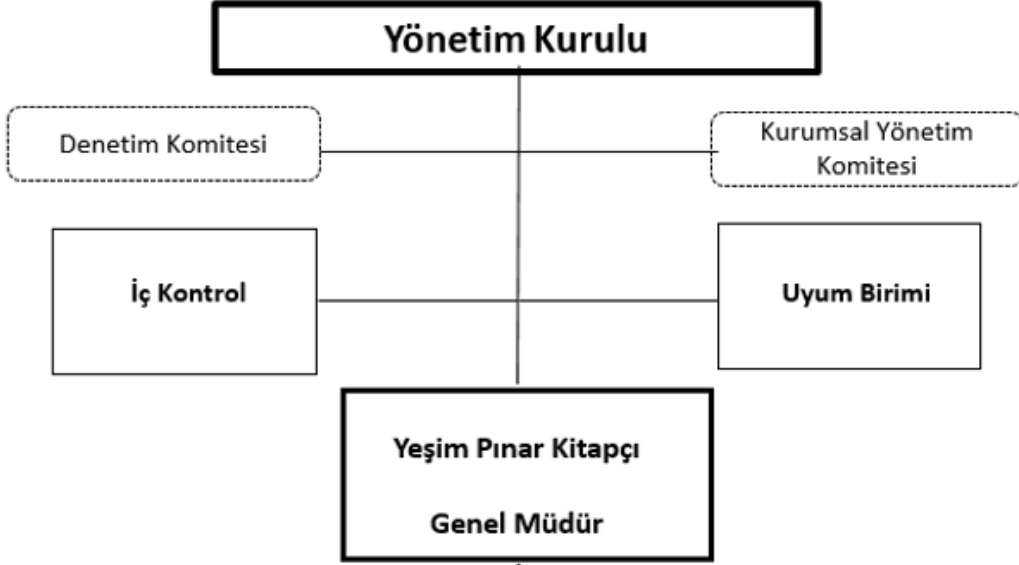 Yönetim Kurulu
Denetim Komitesi
Kurumsal Yönetim
Komitesi
İç Kontrol
Uyum Birimi
Yeşim Pınar Kitapçı
Genel Müdür